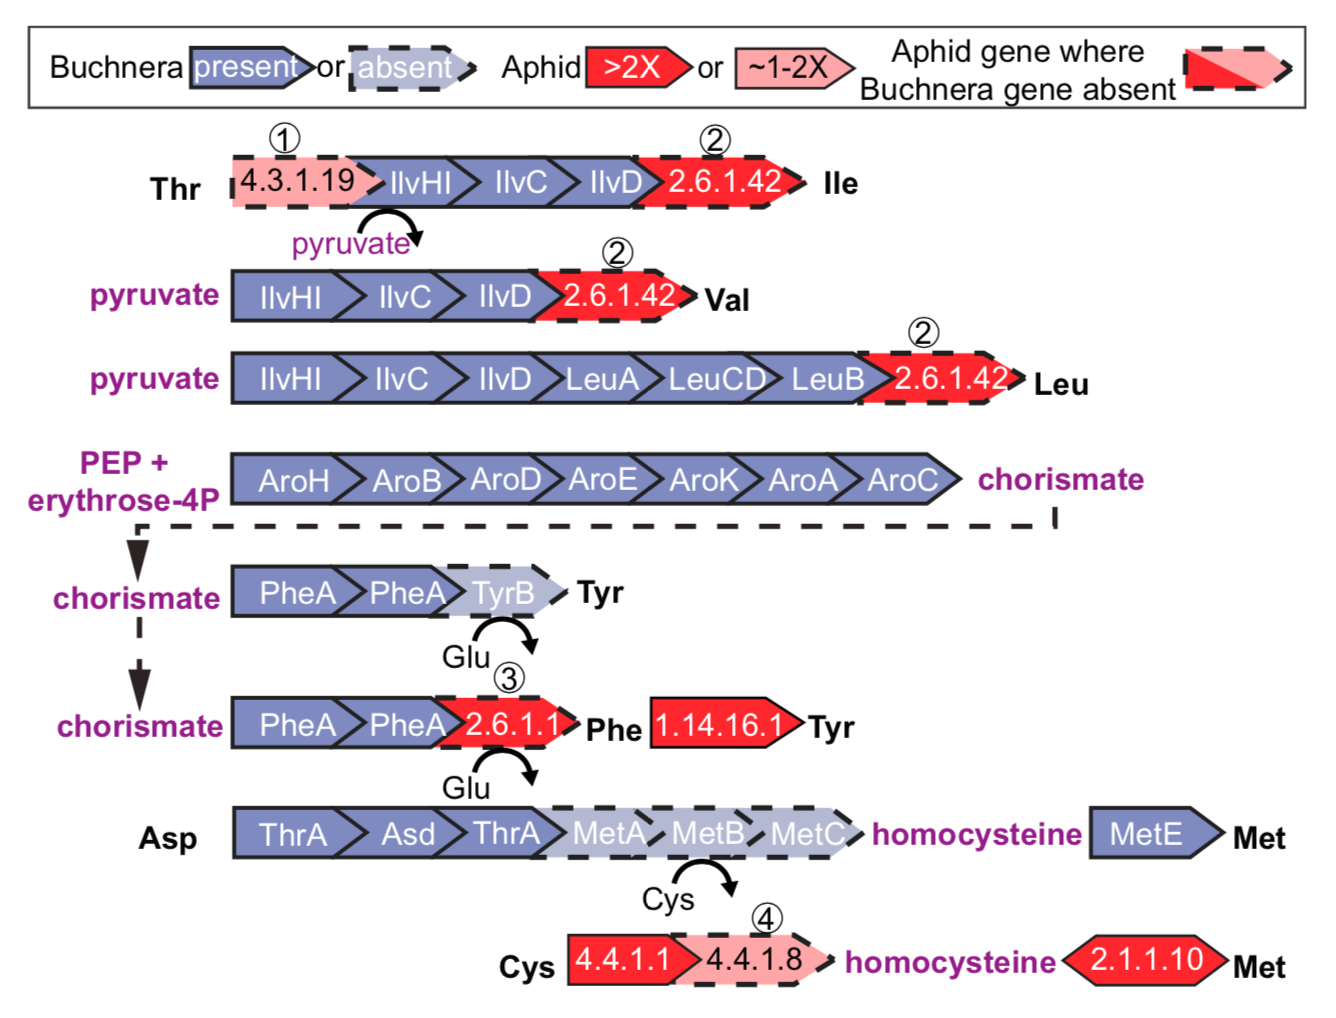 Buchnera present or absent Aphid >2X or ~1-2X Aphid gene where
Buchnera gene absent
① ②
Thr 4.3.1.19 IlvHI IlvC IlvD 2.6.1.42 Ile
pyruvate
②
pyruvate IlvHI IlvC IlvD 2.6.1.42 Val
②
pyruvate IlvHI IlvC IlvD LeuA LeuCD LeuB 2.6.1.42 Leu
PEP +
erythrose-4P AroH AroB AroD AroE AroK AroA AroC chorismate
chorismate PheA PheA TyrB Tyr
Glu
③
chorismate PheA PheA 2.6.1.1 Phe 1.14.16.1 Tyr
Glu
Asp ThrA Asd ThrA MetA MetB MetC homocysteine MetE Met
Cys
④
Cys 4.4.1.1 4.4.1.8 homocysteine 2.1.1.10 Met